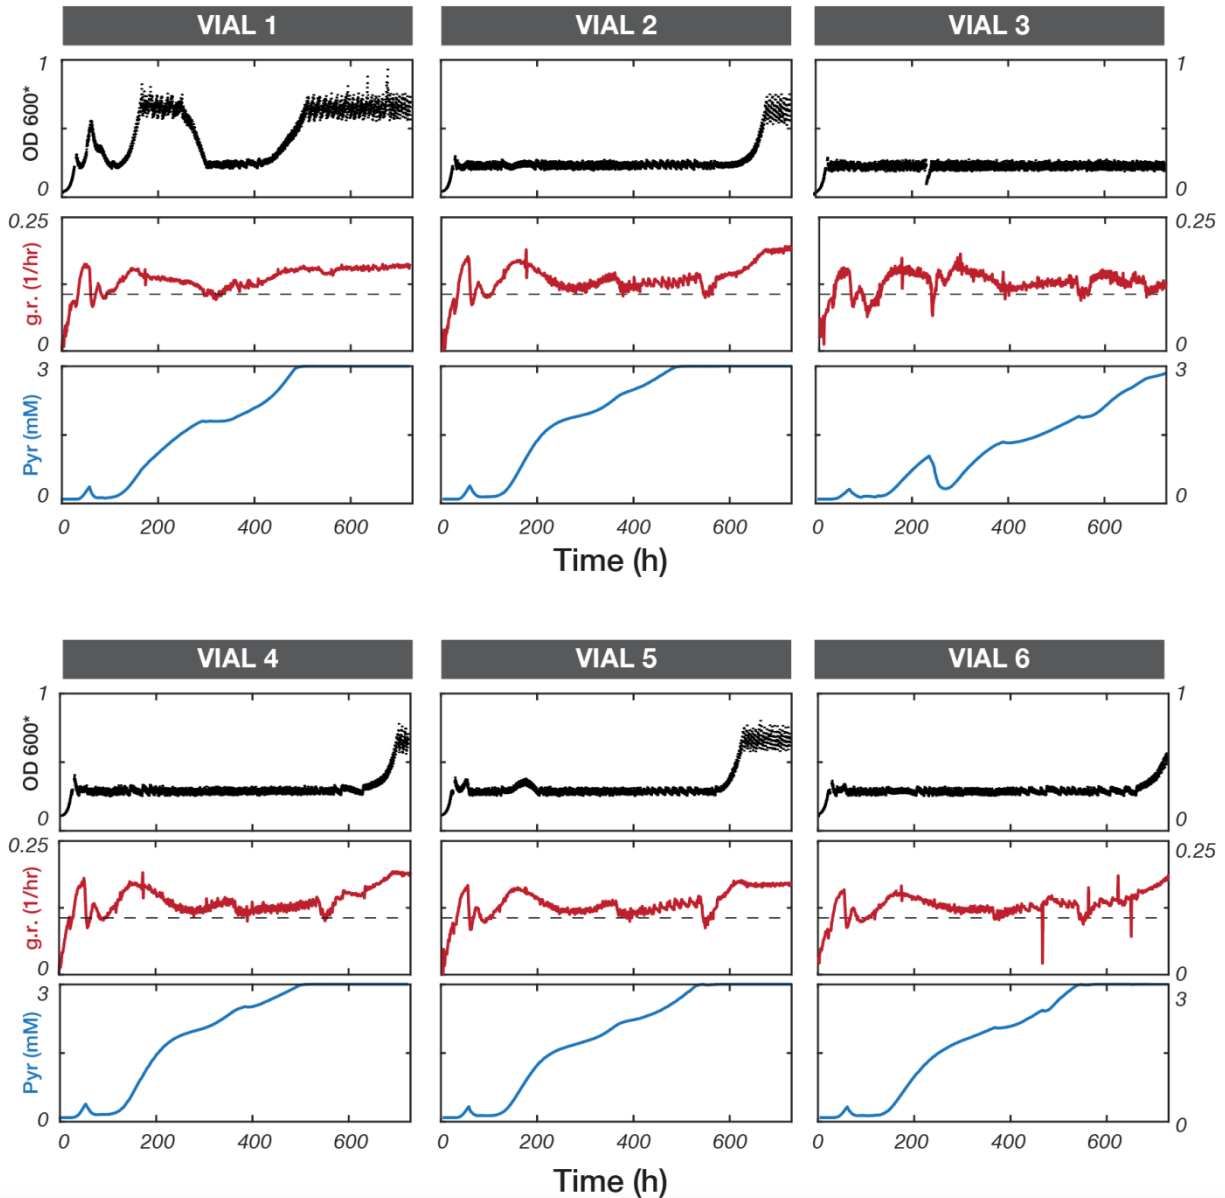 VIAL 1 VIAL 2 VIAL 3
1 1
OD 600*
0 0
0.25 0.25
g.r. (1/hr)
0 0
3 3
Pyr (mM)
0 0
0 200 400 600 0 200 400 600 0 200 400 600
Time (h)
VIAL 4 VIAL 5 VIAL 6
1 1
OD 600*
0 0
0.25 0.25
g.r. (1/hr)
0 0
3 3
Pyr (mM)
0 0
0 200 400 600 0 200 400 600 0 200 400 600
Time (h)